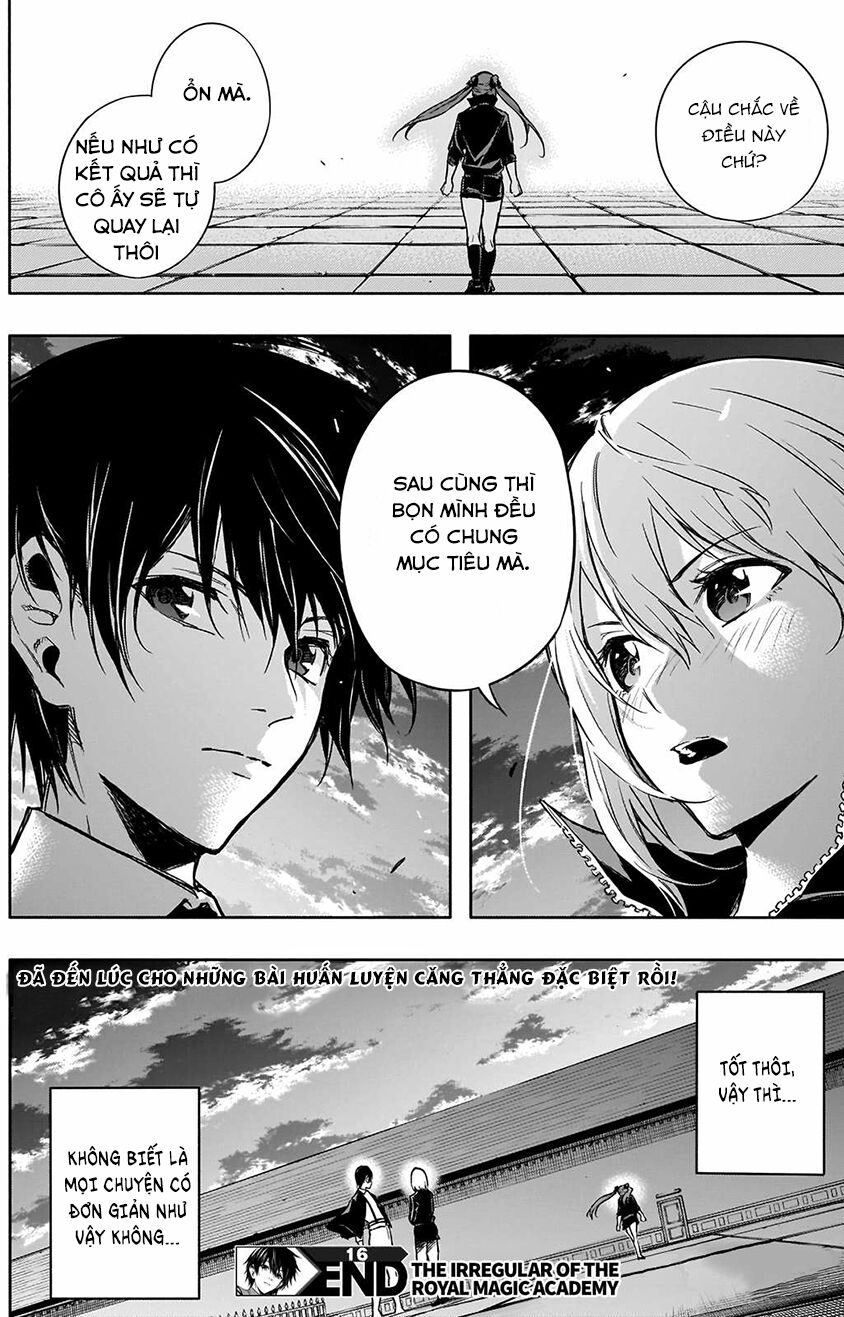 CẬU CHẮC VỀ
ĐIỀU NÀY
CHỨ?
ỔN MÀ.
NẾU NHƯ CÓ
KẾT QUẢ THÌ
CÔ ẤY SẼ TỰ
QUAY LẠI
THÔI
SAU CÙNG THÌ
BỌN MÌNH ĐỀU
CÓ CHUNG
MỤC TIÊU MÀ.
ĐÃ ĐẾN LÚC CHO NHỮNG BÀI HUẤN LUYỆN CĂNG THẲNG ĐẶC BIỆT RỒI!
TỐT THÔI,
VẬY THÌ...
KHÔNG BIẾT LÀ
MỌI CHUYỆN CÓ
ĐƠN GIẢN NHƯ
VẬY KHÔNG...
16
END
THE IRREGULAR OF THE
ROYAL MAGIC ACADEMY